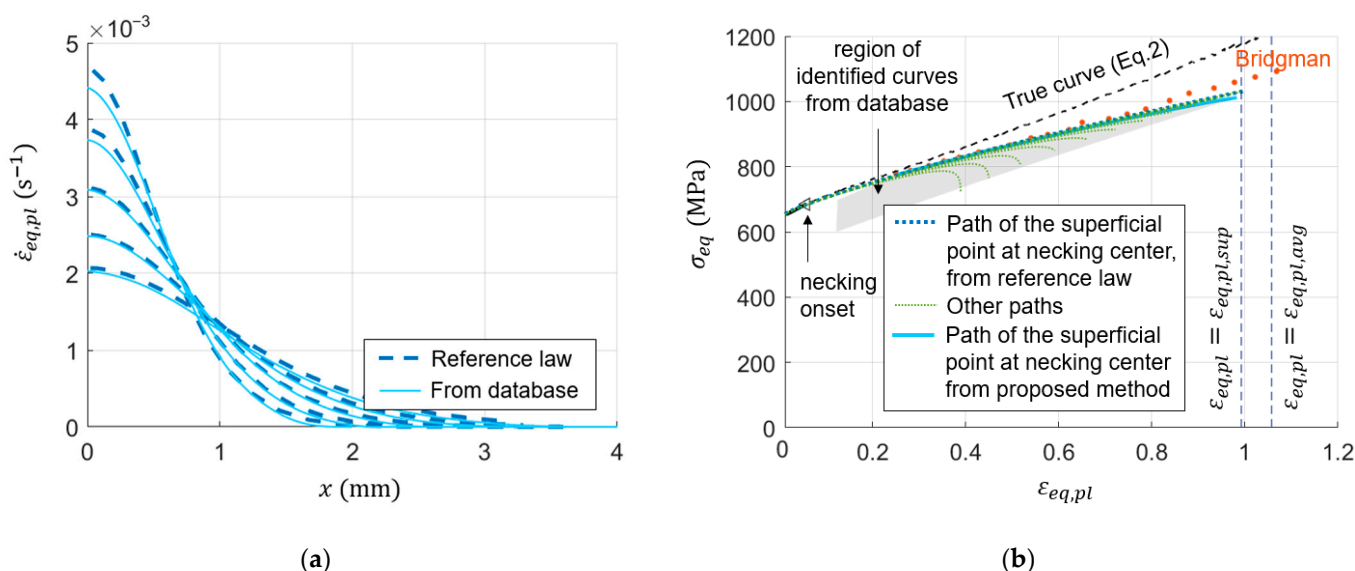 ×10⁻³
5
4
3
2
1
0
ε̇eq,pl (s⁻¹)
Reference law
From database
0
1
2
3
4
x (mm)
(a)
1200
1000
800
600
400
200
0
σeq (MPa)
region of
identified curves
from database
True curve (Eq.2)
Bridgman
necking
onset
Path of the superficial
point at necking center,
from reference law
Other paths
Path of the superficial
point at necking center
from proposed method
εeq,pl = εeq,pl,sup
εeq,pl = εeq,pl,avg
0
0.2
0.4
0.6
0.8
1
1.2
εeq,pl
(b)